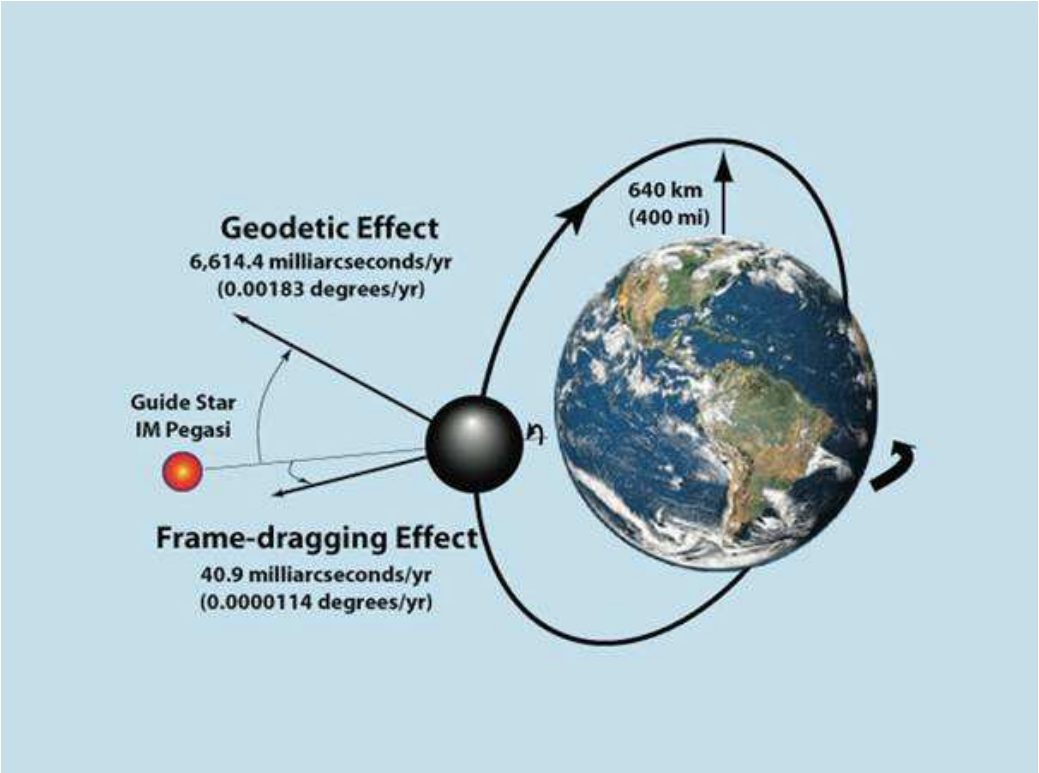 640 km
(400 mi)
Geodetic Effect
6,614.4 milliarcseconds/yr
(0.00183 degrees/yr)
Guide Star
IM Pegasi
Frame-dragging Effect
40.9 milliarcseconds/yr
(0.0000114 degrees/yr)